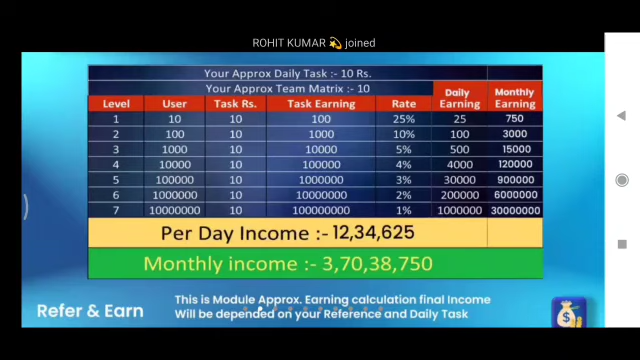 ROHIT KUMAR 💫 joined
Your Approx Daily Task :- 10 Rs.
Your Approx Team Matrix :- 10
Level User Task Rs. Task Earning Rate Daily Earning Monthly Earning
1 10 10 100 25% 25 750
2 100 10 1000 10% 100 3000
3 1000 10 10000 5% 500 15000
4 10000 10 100000 4% 4000 120000
5 100000 10 1000000 3% 30000 900000
6 1000000 10 10000000 2% 200000 6000000
7 10000000 10 100000000 1% 1000000 30000000
Per Day Income :- 12,34,625
Monthly income :- 3,70,38,750
Refer & Earn
This is Module Approx. Earning calculation final Income
Will be depended on your Reference and Daily Task
$